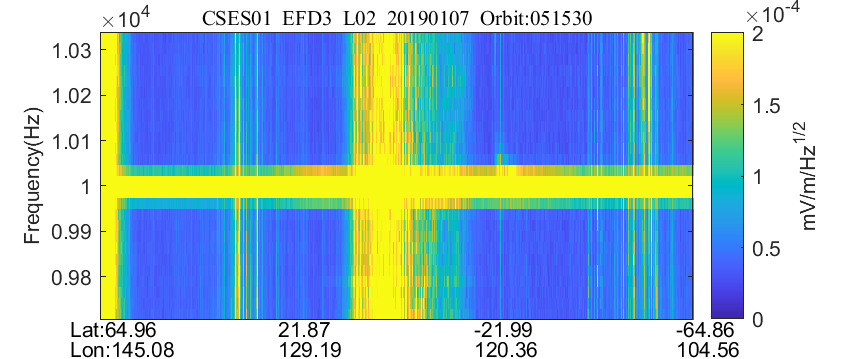 ×10⁴ CSES01 EFD3 L02 20190107 Orbit:051530 ×10⁻⁴
1.03
1.02
1.01
1
0.99
0.98
Frequency(Hz)
2
1.5
1
0.5
0
mV/m/Hz^1/2
Lat:64.96 21.87 -21.99 -64.86
Lon:145.08 129.19 120.36 104.56